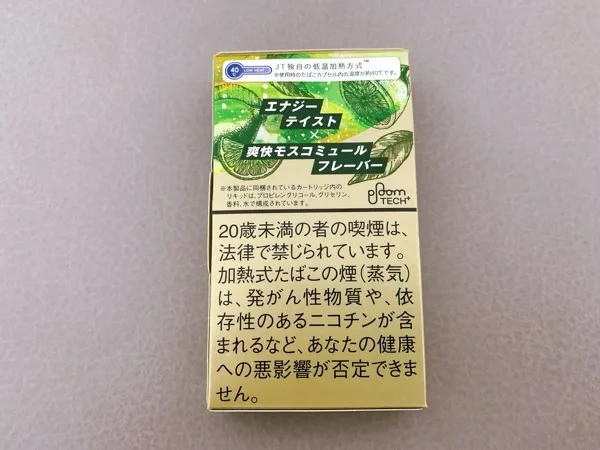 40
LOW HEATING
JT独自の低温加熱方式™
※使用時のたばこカプセル内の温度が約40℃です。
エナジー
テイスト
×
爽快モスコミュール
フレーバー
※本製品に同梱されているカートリッジ内の
リキッドは、プロピレングリコール、グリセリン、
香料、水で構成されています。
Ploom
TECH+
20歳未満の者の喫煙は、
法律で禁じられています。
加熱式たばこの煙(蒸気)
は、発がん性物質や、依
存性のあるニコチンが含
まれるなど、あなたの健康
への悪影響が否定できま
せん。